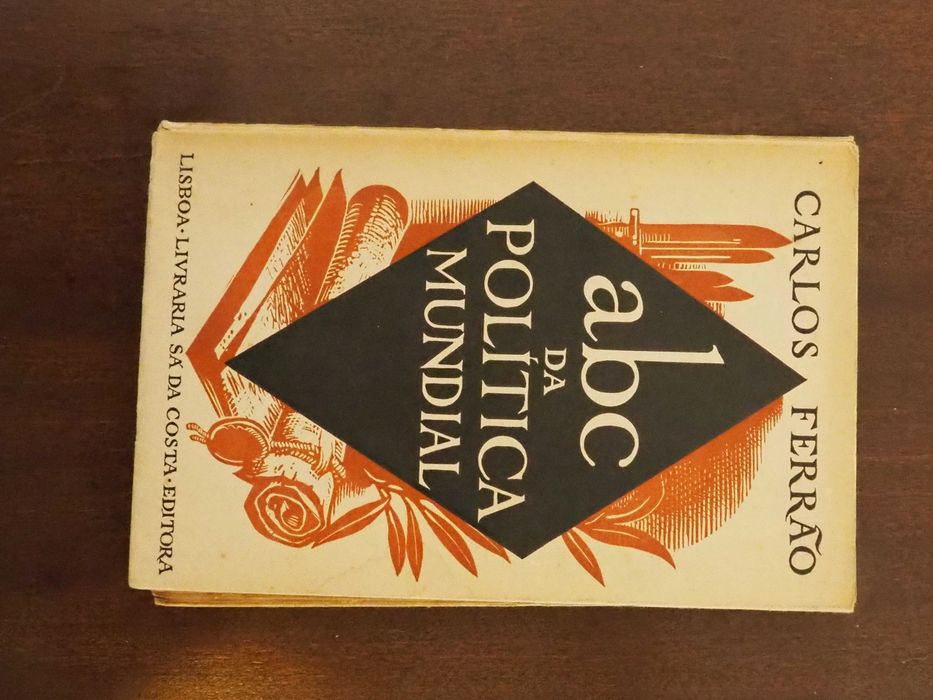 CARLOS FERRÃO
abc
DA
POLÍTICA
MUNDIAL
LISBOA · LIVRARIA SÁ DA COSTA · EDITORA